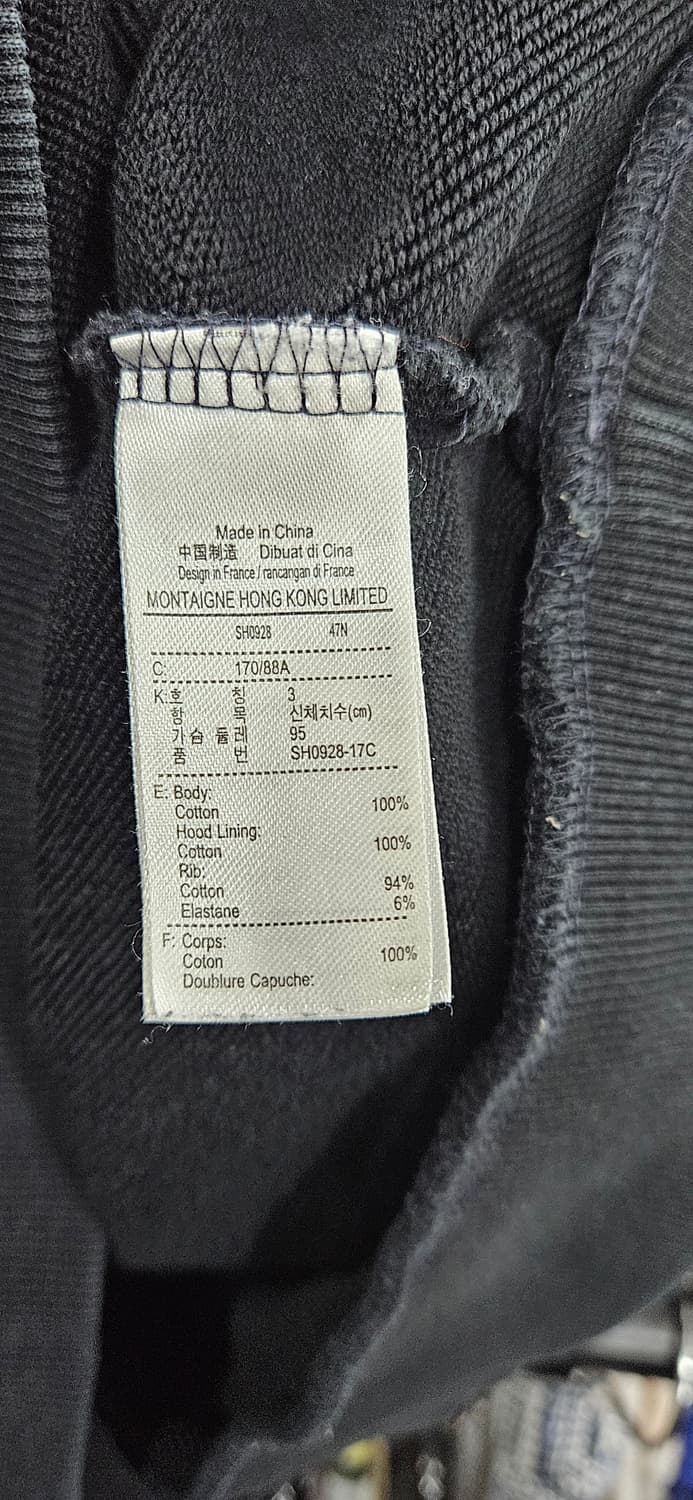 Made in China
中国制造 Dibuat di Cina
Design in France / rancangan di France
MONTAIGNE HONG KONG LIMITED
SH0928 47N
C: 170/88A
K:호 칭 3
항 목 신체치수(cm)
가슴 둘레 95
품 번 SH0928-17C
E: Body:
Cotton 100%
Hood Lining:
Cotton 100%
Rib:
Cotton 94%
Elastane 6%
F: Corps:
Coton 100%
Doublure Capuche: